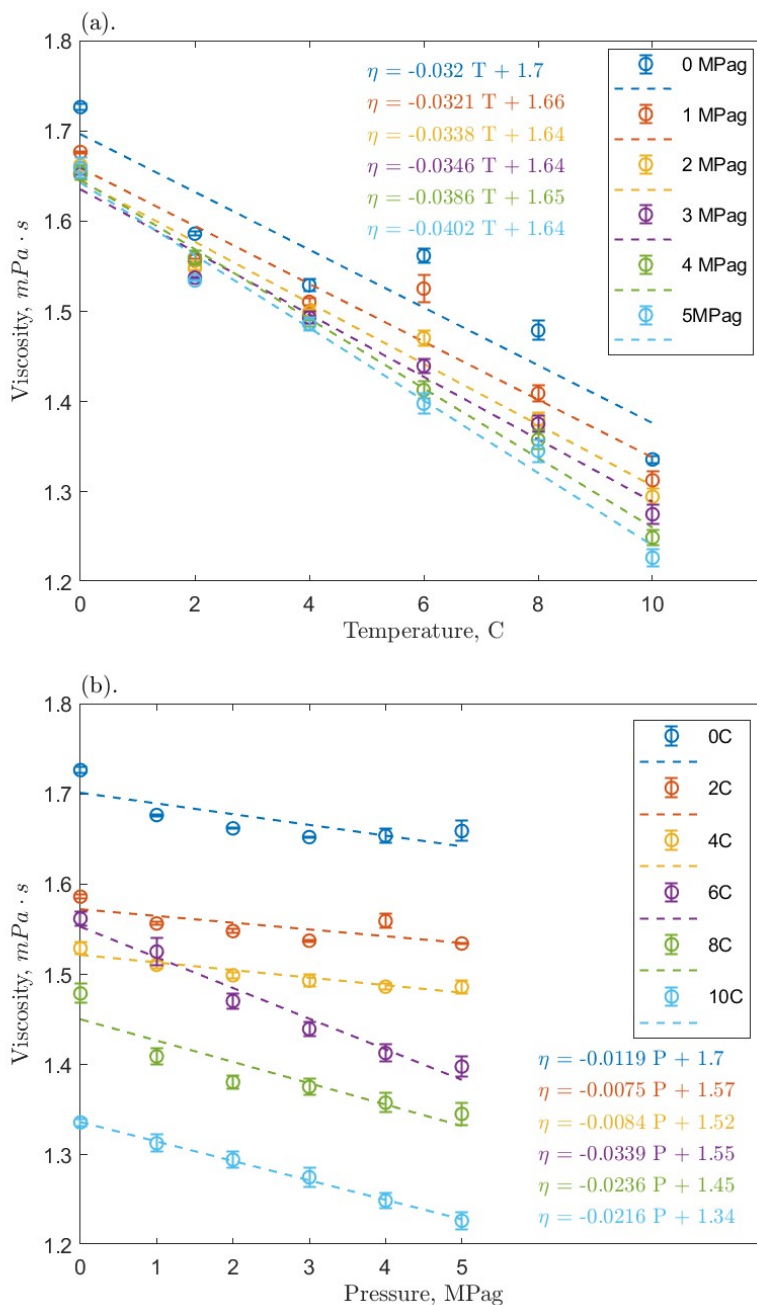 (a).
1.8
1.7
1.6
1.5
1.4
1.3
1.2
Viscosity, mPa · s
η = -0.032 T + 1.7
η = -0.0321 T + 1.66
η = -0.0338 T + 1.64
η = -0.0346 T + 1.64
η = -0.0386 T + 1.65
η = -0.0402 T + 1.64
0 MPag
1 MPag
2 MPag
3 MPag
4 MPag
5MPag
0 2 4 6 8 10
Temperature, C
(b).
1.8
1.7
1.6
1.5
1.4
1.3
1.2
Viscosity, mPa · s
0C
2C
4C
6C
8C
10C
η = -0.0119 P + 1.7
η = -0.0075 P + 1.57
η = -0.0084 P + 1.52
η = -0.0339 P + 1.55
η = -0.0236 P + 1.45
η = -0.0216 P + 1.34
0 1 2 3 4 5
Pressure, MPag